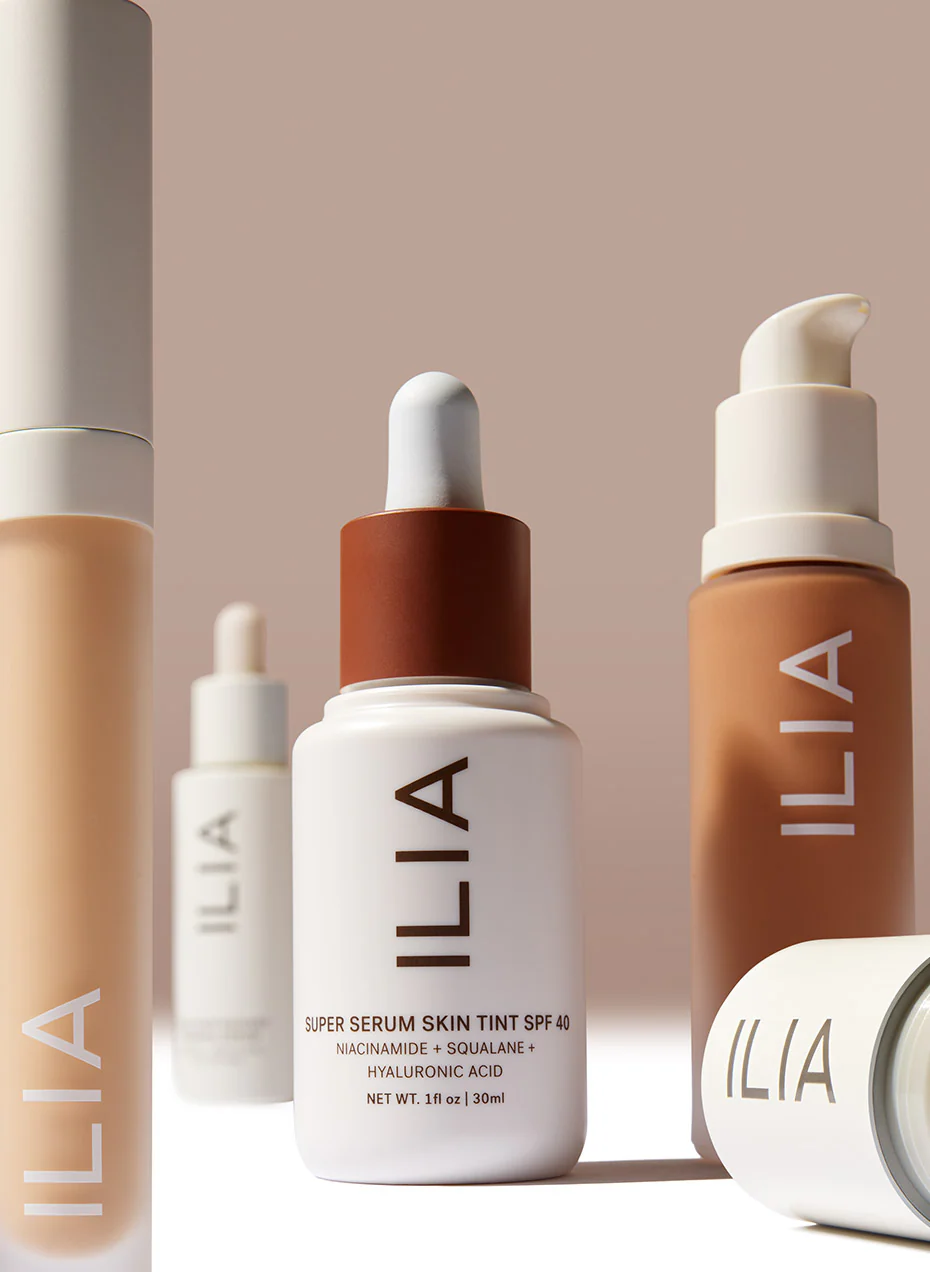 ILIA
ILIA
ILIA
SUPER SERUM SKIN TINT SPF 40
NIACINAMIDE + SQUALANE +
HYALURONIC ACID
NET WT. 1fl oz | 30ml
ILIA
ILIA